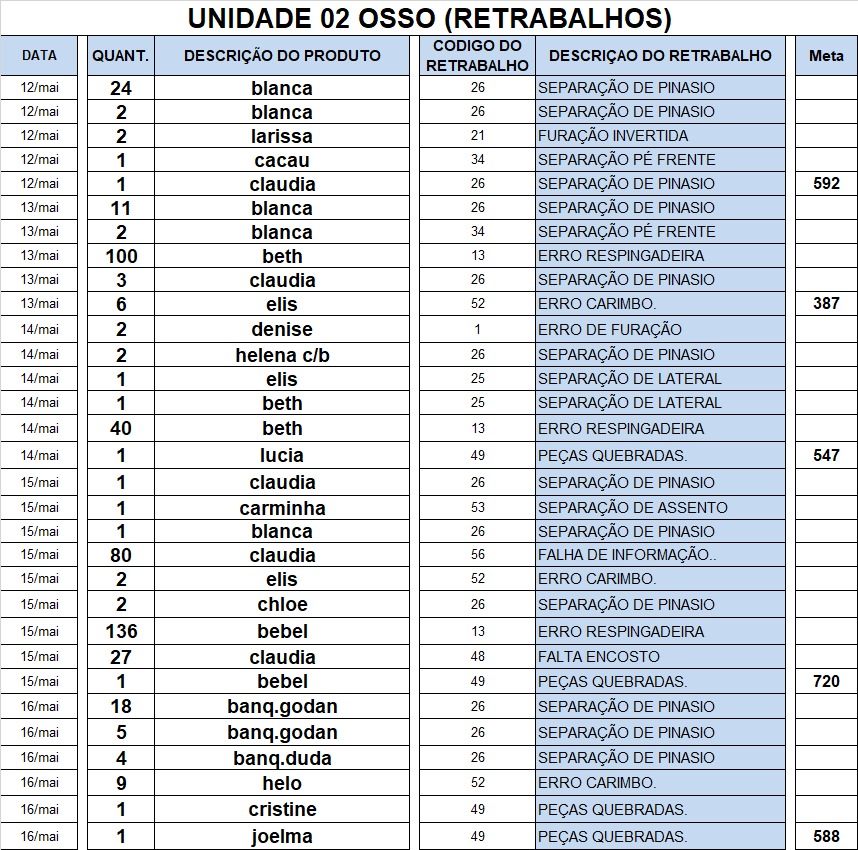 UNIDADE 02 OSSO (RETRABALHOS)
DATA QUANT. DESCRIÇÃO DO PRODUTO CODIGO DO RETRABALHO DESCRIÇAO DO RETRABALHO Meta
12/mai 24 blanca 26 SEPARAÇÃO DE PINASIO
12/mai 2 blanca 26 SEPARAÇÃO DE PINASIO
12/mai 2 larissa 21 FURAÇÃO INVERTIDA
12/mai 1 cacau 34 SEPARAÇÃO PÉ FRENTE
12/mai 1 claudia 26 SEPARAÇÃO DE PINASIO 592
13/mai 11 blanca 26 SEPARAÇÃO DE PINASIO
13/mai 2 blanca 34 SEPARAÇÃO PÉ FRENTE
13/mai 100 beth 13 ERRO RESPINGADEIRA
13/mai 3 claudia 26 SEPARAÇÃO DE PINASIO
13/mai 6 elis 52 ERRO CARIMBO. 387
14/mai 2 denise 1 ERRO DE FURAÇÃO
14/mai 2 helena c/b 26 SEPARAÇÃO DE PINASIO
14/mai 1 elis 25 SEPARAÇÃO DE LATERAL
14/mai 1 beth 25 SEPARAÇÃO DE LATERAL
14/mai 40 beth 13 ERRO RESPINGADEIRA
14/mai 1 lucia 49 PEÇAS QUEBRADAS. 547
15/mai 1 claudia 26 SEPARAÇÃO DE PINASIO
15/mai 1 carminha 53 SEPARAÇÃO DE ASSENTO
15/mai 1 blanca 26 SEPARAÇÃO DE PINASIO
15/mai 80 claudia 56 FALHA DE INFORMAÇÃO..
15/mai 2 elis 52 ERRO CARIMBO.
15/mai 2 chloe 26 SEPARAÇÃO DE PINASIO
15/mai 136 bebel 13 ERRO RESPINGADEIRA
15/mai 27 claudia 48 FALTA ENCOSTO
15/mai 1 bebel 49 PEÇAS QUEBRADAS. 720
16/mai 18 banq.godan 26 SEPARAÇÃO DE PINASIO
16/mai 5 banq.godan 26 SEPARAÇÃO DE PINASIO
16/mai 4 banq.duda 26 SEPARAÇÃO DE PINASIO
16/mai 9 helo 52 ERRO CARIMBO.
16/mai 1 cristine 49 PEÇAS QUEBRADAS.
16/mai 1 joelma 49 PEÇAS QUEBRADAS. 588